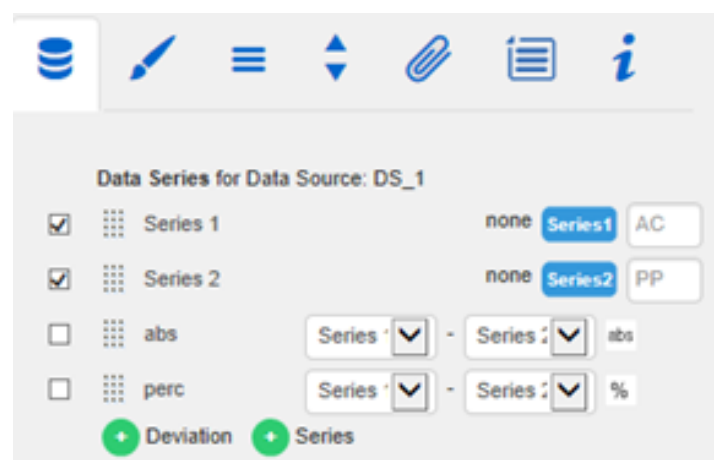 Data Series for Data Source: DS_1
Series 1 none Series1 AC
Series 2 none Series2 PP
abs Series - Series abs
perc Series - Series %
Deviation Series